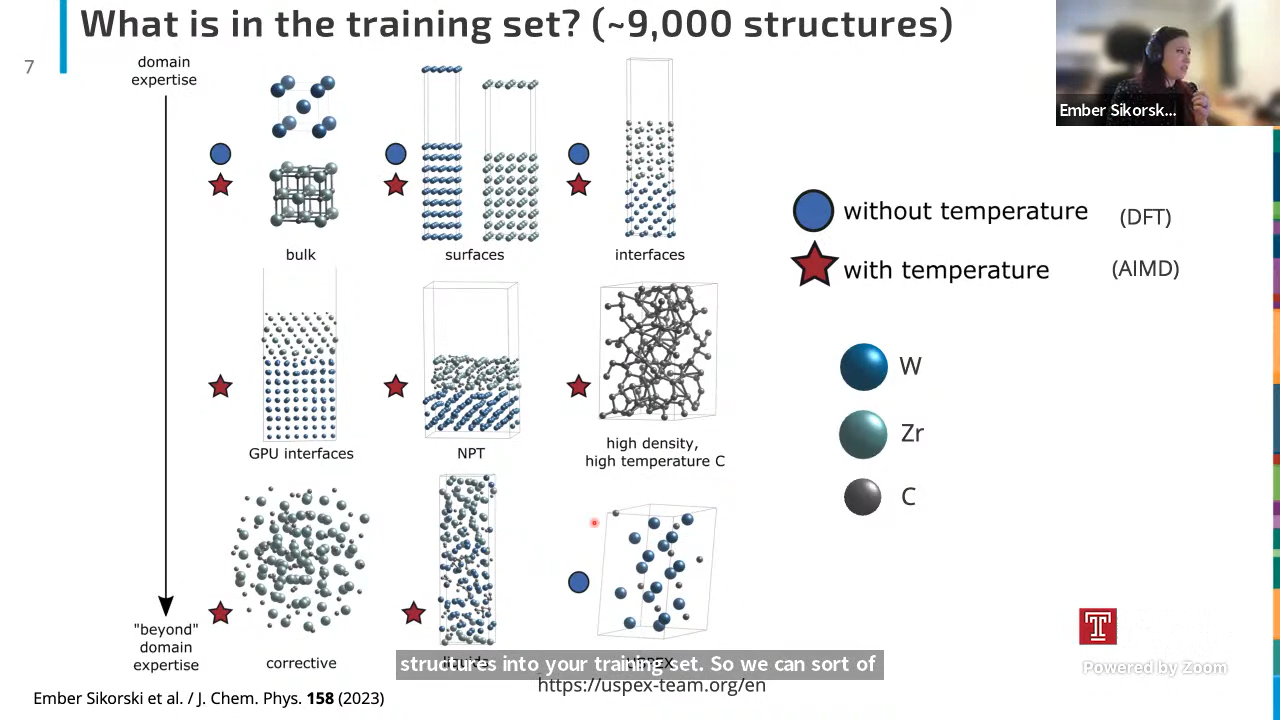 What is in the training set? (~9,000 structures)
7
domain
expertise
Ember Sikorsk...
bulk
surfaces
interfaces
without temperature
(DFT)
with temperature
(AIMD)
W
Zr
C
GPU interfaces
NPT
high density,
high temperature C
"beyond"
domain
expertise
corrective
structures into your training set. So we can sort of
https://uspex-team.org/en
Ember Sikorski et al. / J. Chem. Phys. 158 (2023)
T
Powered by Zoom